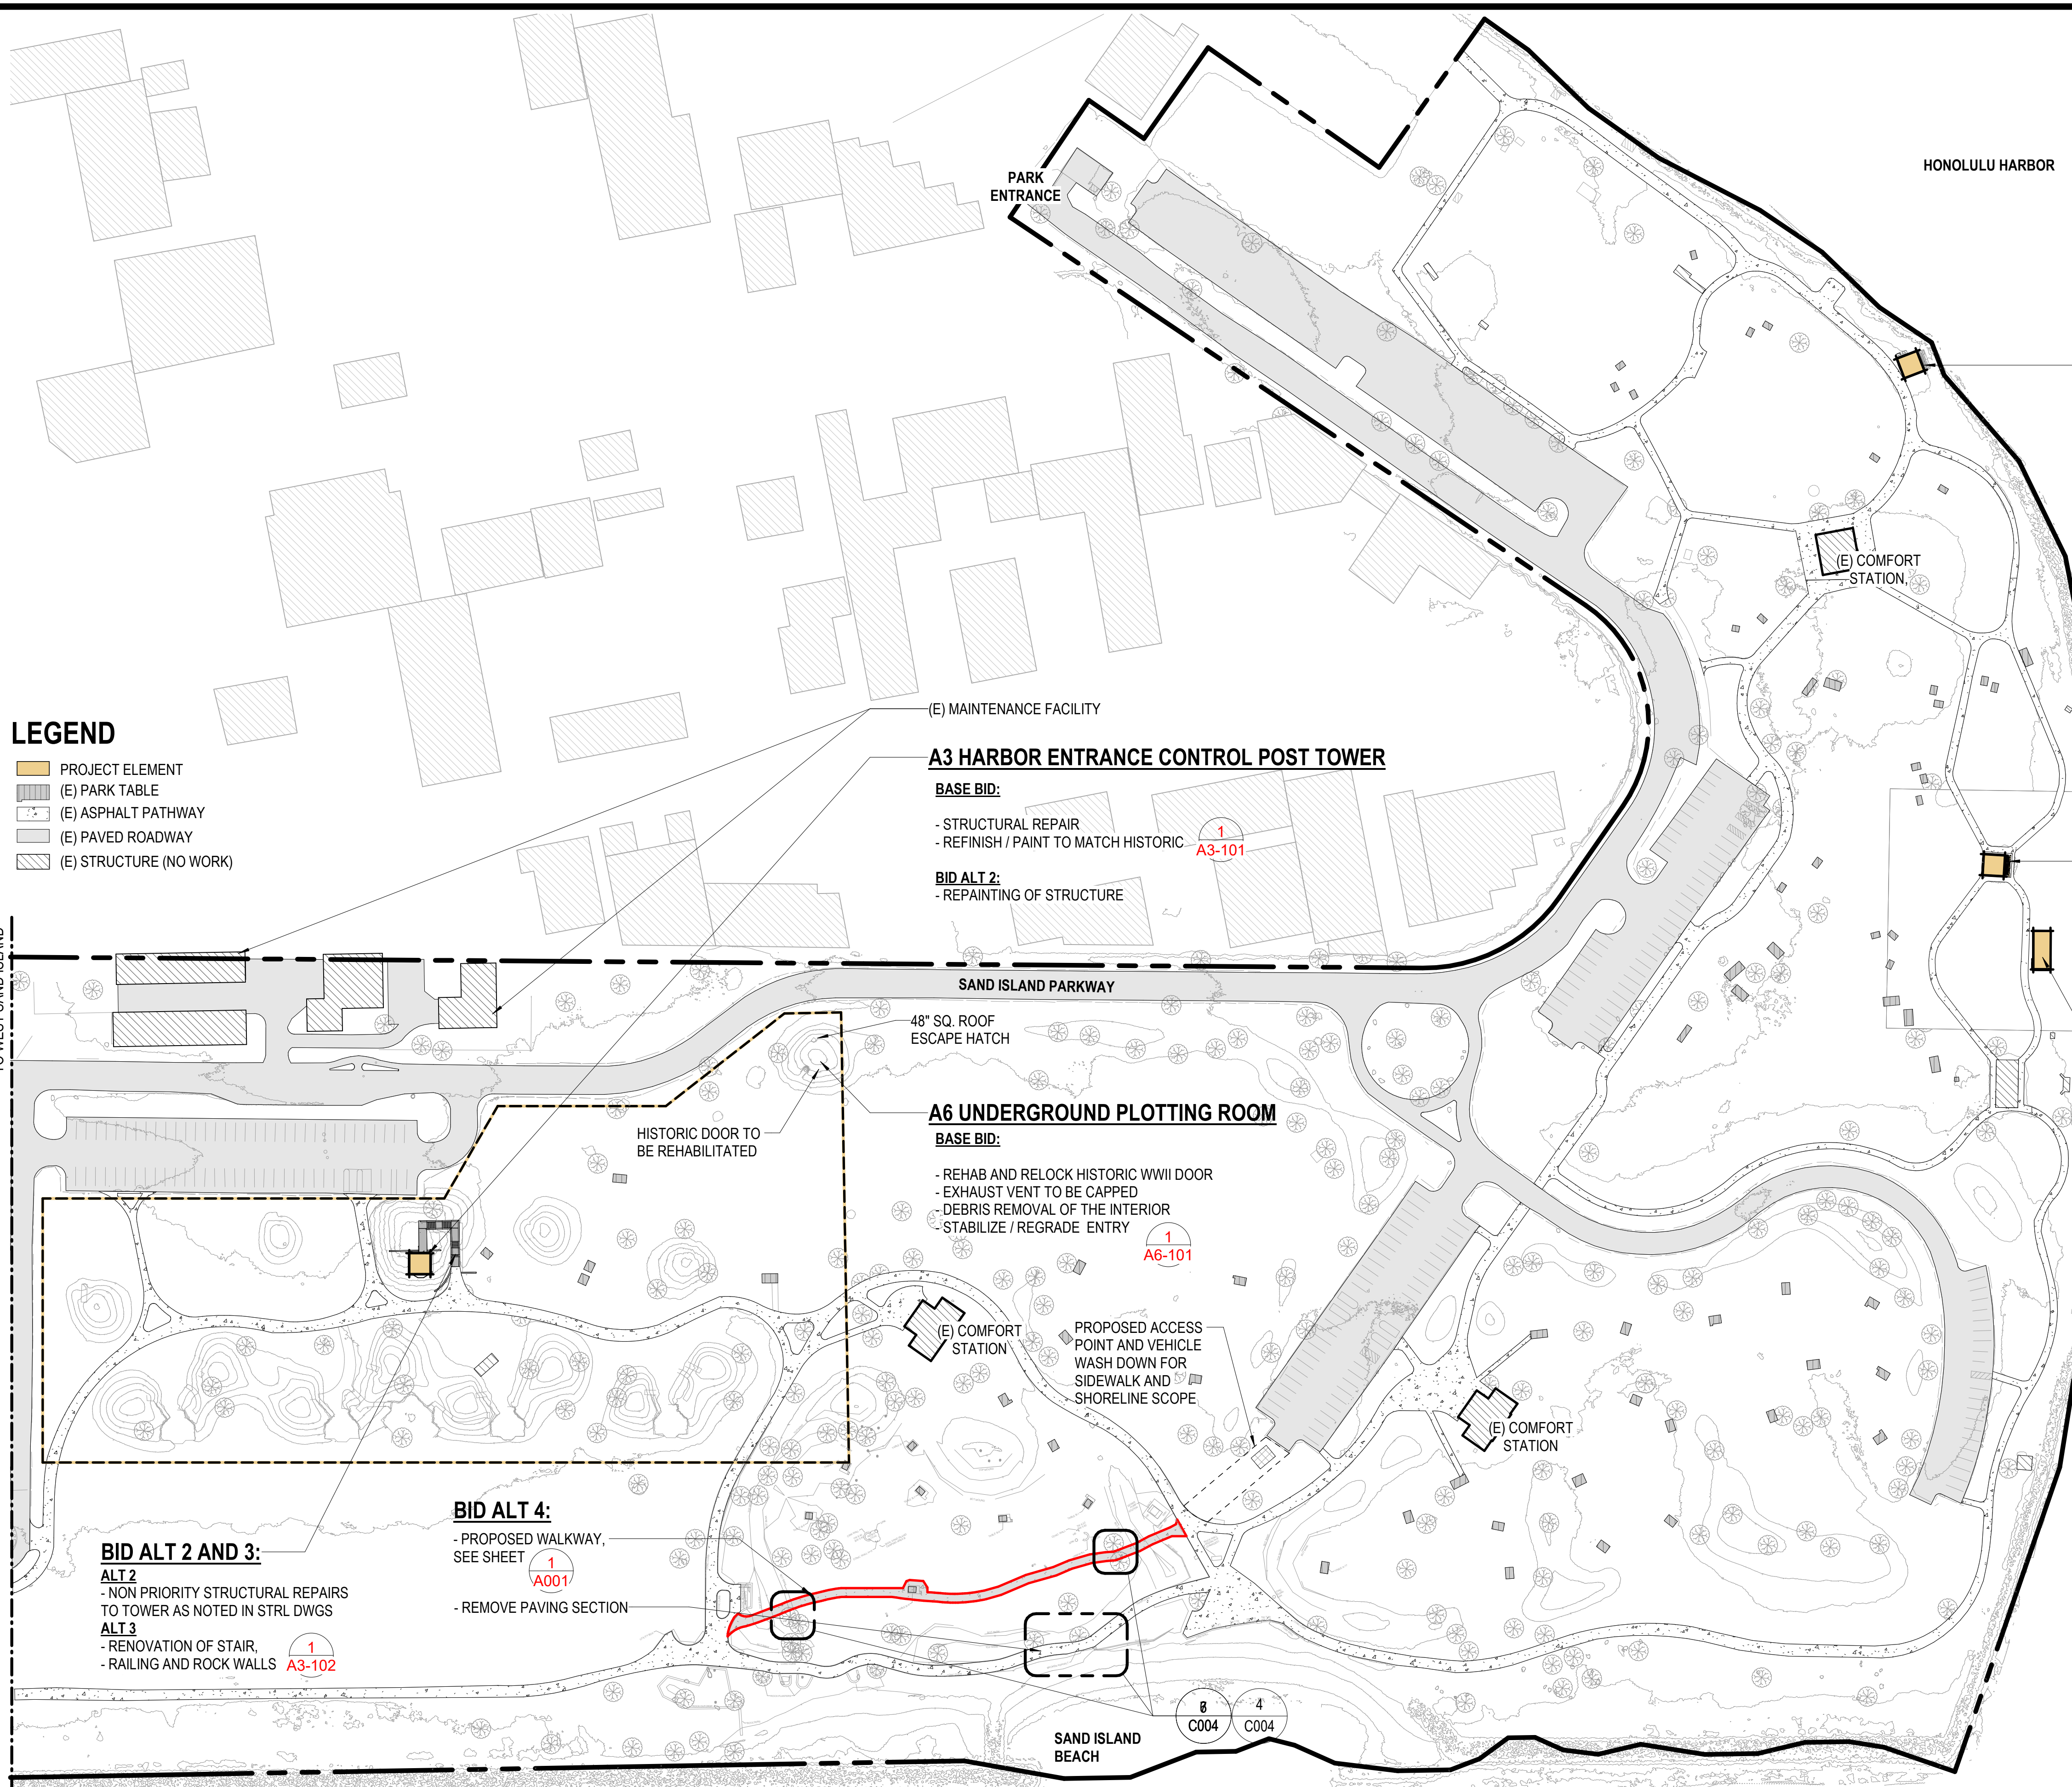 HONOLULU HARBOR
PARK
ENTRANCE
(E) COMFORT
STATION,
(E) MAINTENANCE FACILITY
LEGEND
PROJECT ELEMENT
(E) PARK TABLE
(E) ASPHALT PATHWAY
(E) PAVED ROADWAY
(E) STRUCTURE (NO WORK)
A3 HARBOR ENTRANCE CONTROL POST TOWER
BASE BID:
- STRUCTURAL REPAIR
- REFINISH / PAINT TO MATCH HISTORIC
1
A3-101
BID ALT 2:
- REPAINTING OF STRUCTURE
SAND ISLAND PARKWAY
48" SQ. ROOF
ESCAPE HATCH
HISTORIC DOOR TO
BE REHABILITATED
A6 UNDERGROUND PLOTTING ROOM
BASE BID:
- REHAB AND RELOCK HISTORIC WWII DOOR
- EXHAUST VENT TO BE CAPPED
- DEBRIS REMOVAL OF THE INTERIOR
- STABILIZE / REGRADE ENTRY
1
A6-101
(E) COMFORT
STATION
PROPOSED ACCESS
POINT AND VEHICLE
WASH DOWN FOR
SIDEWALK AND
SHORELINE SCOPE
(E) COMFORT
STATION
BID ALT 2 AND 3:
ALT 2
- NON PRIORITY STRUCTURAL REPAIRS
TO TOWER AS NOTED IN STRL DWGS
ALT 3
- RENOVATION OF STAIR,
- RAILING AND ROCK WALLS
1
A3-102
BID ALT 4:
- PROPOSED WALKWAY,
SEE SHEET
1
A001
- REMOVE PAVING SECTION
C004
4
C004
SAND ISLAND
BEACH